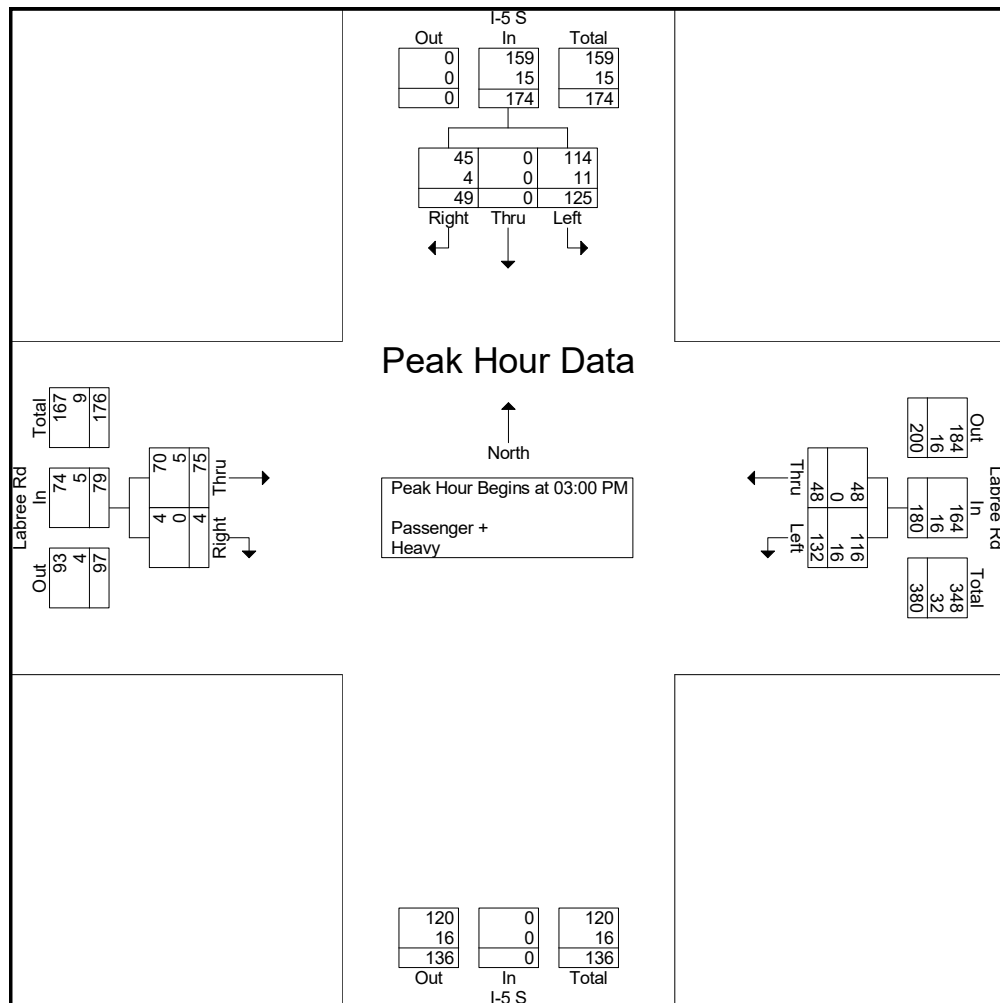 I-5 S
Out In Total
0 159 159
0 15 15
0 174 174
45 0 114
4 0 11
49 0 125
Right Thru Left
Peak Hour Data
North
Peak Hour Begins at 03:00 PM
Passenger +
Heavy
Labree Rd
Out In Total
93 74 167
4 5 9
97 79 176
Right Thru
4 70
0 5
4 75
Labree Rd
Out In Total
184 164 348
16 16 32
200 180 380
48 116
0 16
48 132
Thru Left
120 0 120
16 0 16
136 0 136
Out In Total
I-5 S